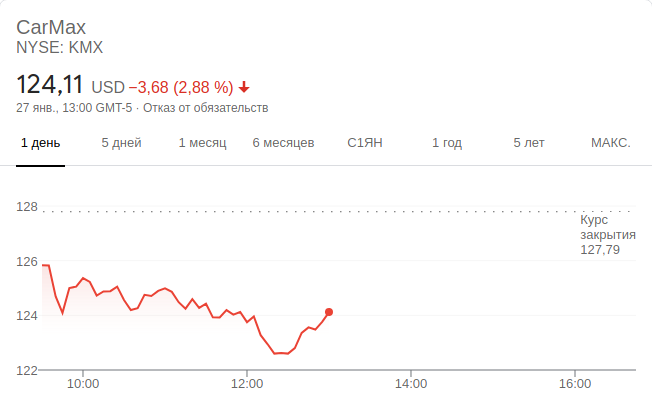 CarMax
NYSE: KMX
124,11 USD −3,68 (2,88 %)
27 янв., 13:00 GMT-5 · Отказ от обязательств
1 день 5 дней 1 месяц 6 месяцев С1ЯН 1 год 5 лет МАКС.
128
Курс
закрытия
127,79
126
124
122
10:00 12:00 14:00 16:00